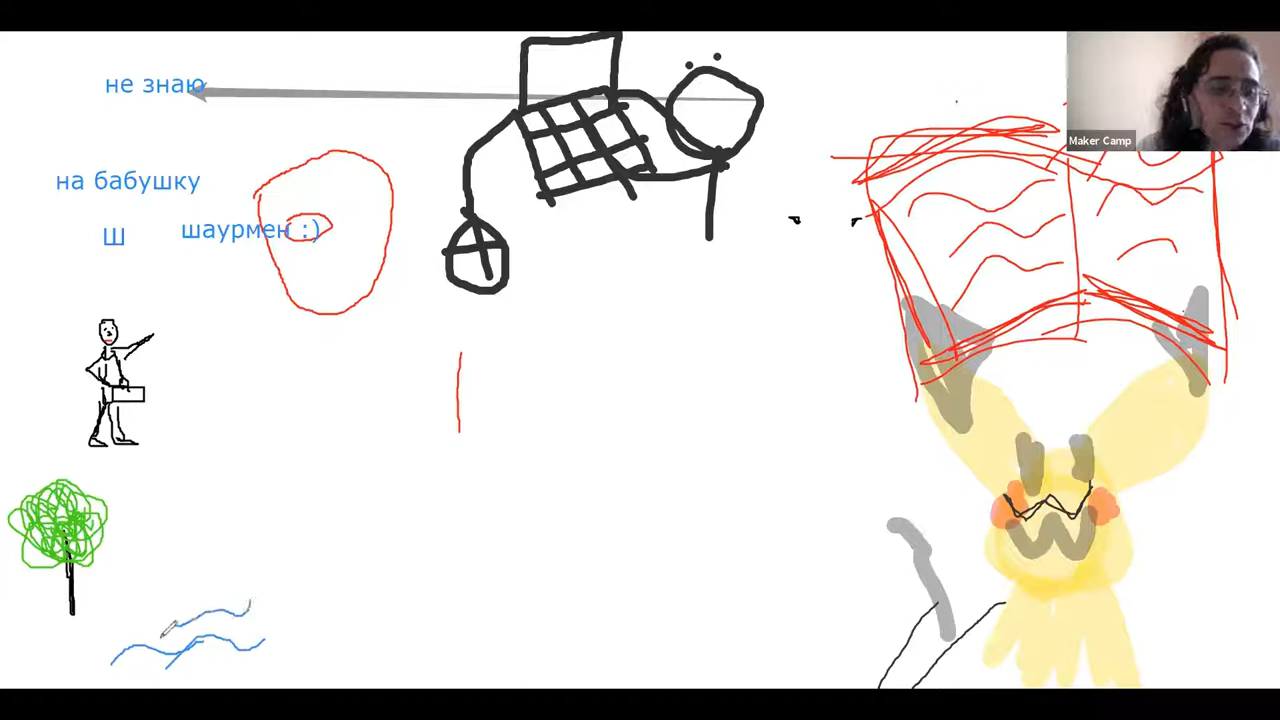 не знаю
Maker Camp
на бабушку
Ш
шаурмен :)